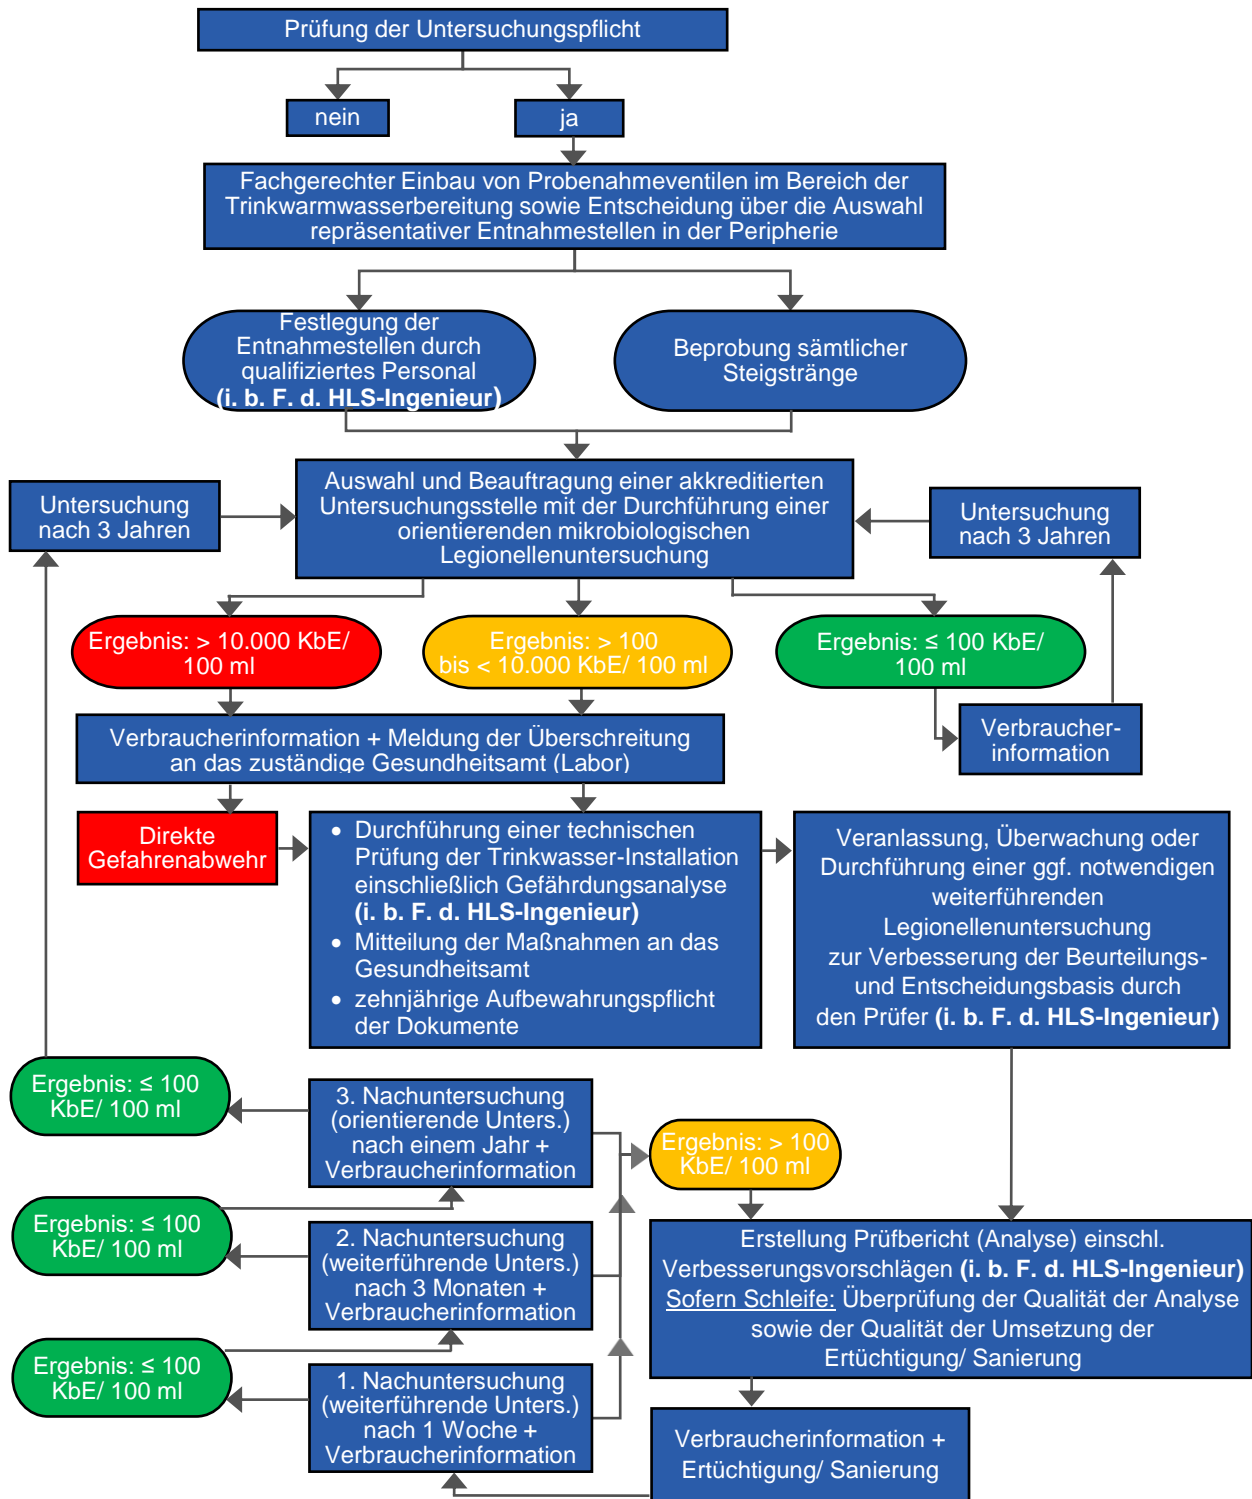 Prüfung der Untersuchungspflicht
nein
ja
Fachgerechter Einbau von Probenahmeventilen im Bereich der
Trinkwarmwasserbereitung sowie Entscheidung über die Auswahl
repräsentativer Entnahmestellen in der Peripherie
Festlegung der
Entnahmestellen durch
qualifiziertes Personal
(i. b. F. d. HLS-Ingenieur)
Beprobung sämtlicher
Steigstränge
Untersuchung
nach 3 Jahren
Auswahl und Beauftragung einer akkreditierten
Untersuchungsstelle mit der Durchführung einer
orientierenden mikrobiologischen
Legionellenuntersuchung
Untersuchung
nach 3 Jahren
Ergebnis: > 10.000 KbE/
100 ml
Ergebnis: > 100
bis < 10.000 KbE/ 100 ml
Ergebnis: ≤ 100 KbE/
100 ml
Verbraucherinformation + Meldung der Überschreitung
an das zuständige Gesundheitsamt (Labor)
Verbraucher-
information
Direkte
Gefahrenabwehr
• Durchführung einer technischen
Prüfung der Trinkwasser-Installation
einschließlich Gefährdungsanalyse
(i. b. F. d. HLS-Ingenieur)
• Mitteilung der Maßnahmen an das
Gesundheitsamt
• zehnjährige Aufbewahrungspflicht
der Dokumente
Veranlassung, Überwachung oder
Durchführung einer ggf. notwendigen
weiterführenden
Legionellenuntersuchung
zur Verbesserung der Beurteilungs-
und Entscheidungsbasis durch
den Prüfer (i. b. F. d. HLS-Ingenieur)
Ergebnis: ≤ 100
KbE/ 100 ml
3. Nachuntersuchung
(orientierende Unters.)
nach einem Jahr +
Verbraucherinformation
Ergebnis: > 100
KbE/ 100 ml
Ergebnis: ≤ 100
KbE/ 100 ml
2. Nachuntersuchung
(weiterführende Unters.)
nach 3 Monaten +
Verbraucherinformation
Erstellung Prüfbericht (Analyse) einschl.
Verbesserungsvorschlägen (i. b. F. d. HLS-Ingenieur)
Sofern Schleife: Überprüfung der Qualität der Analyse
sowie der Qualität der Umsetzung der
Ertüchtigung/ Sanierung
Ergebnis: ≤ 100
KbE/ 100 ml
1. Nachuntersuchung
(weiterführende Unters.)
nach 1 Woche +
Verbraucherinformation
Verbraucherinformation +
Ertüchtigung/ Sanierung